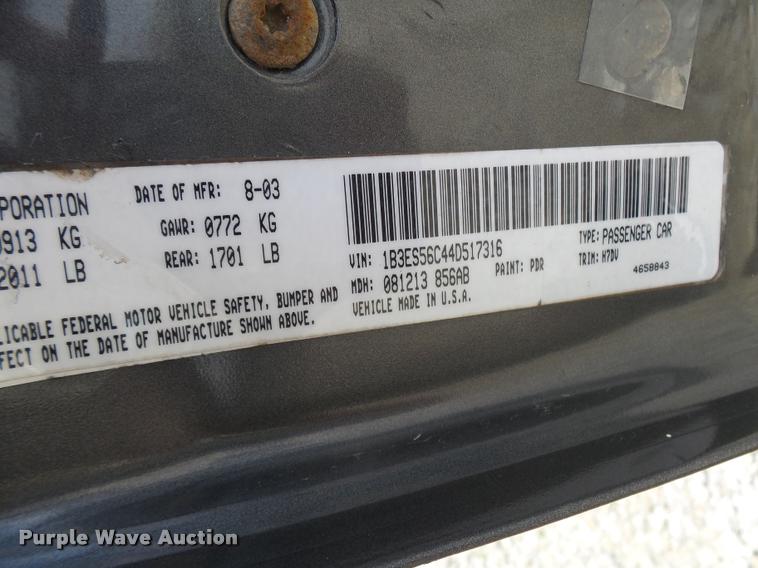 PORATION
DATE OF MFR: 8-03
913 KG GAWR: 0772 KG
2011 LB REAR: 1701 LB
VIN: 1B3ES56C44D517316 TYPE: PASSENGER CAR
MDH: 081213 856AB PAINT: PDR TRIM: H7DV
VEHICLE MADE IN U.S.A. 4658843
LICABLE FEDERAL MOTOR VEHICLE SAFETY, BUMPER AND
FECT ON THE DATE OF MANUFACTURE SHOWN ABOVE.
Purple Wave Auction